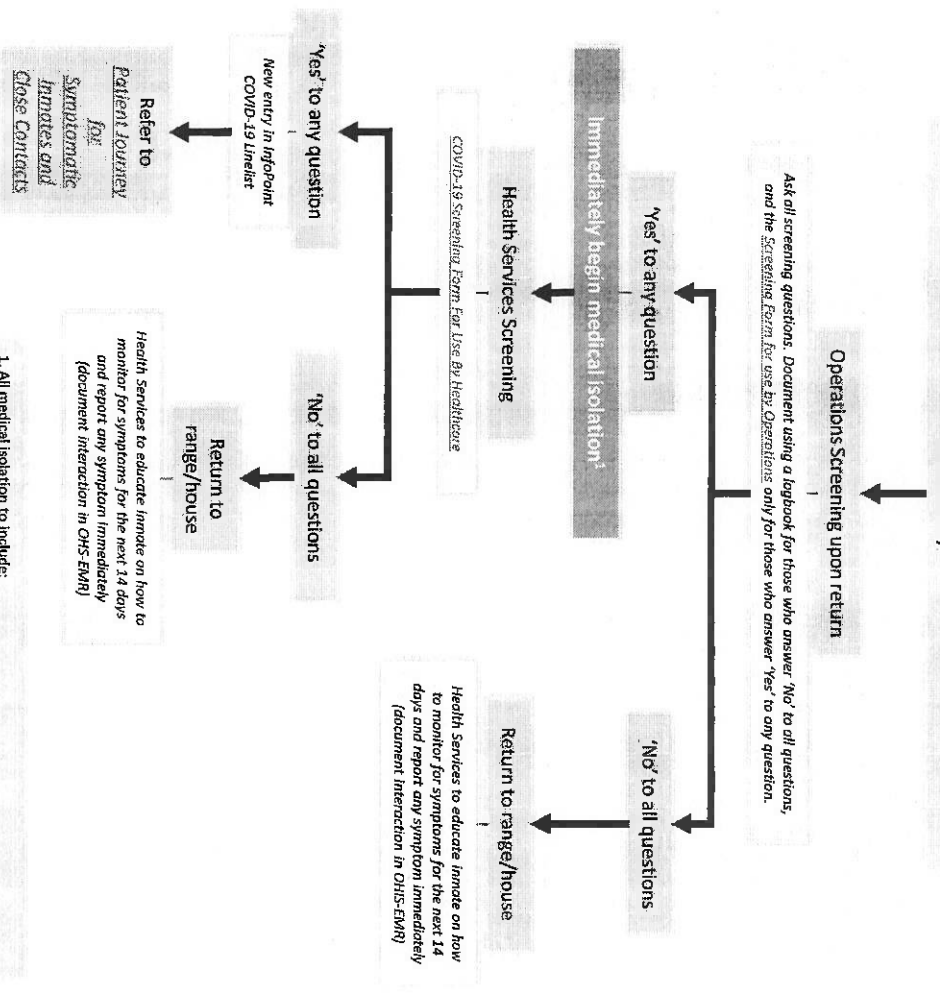 Operations Screening upon return
Ask all screening questions. Document using a logbook for those who answer 'No' to all questions,
and the Screening Form for use by Operations only for those who answer 'Yes' to any question.
'Yes' to any question
Immediately begin medical isolation¹
Health Services Screening
COVID-19 Screening Form For Use By Healthcare
'Yes' to any question
New entry in InfoPoint
COVID-19 Linelist
Refer to
Patient Journey
for
Symptomatic
Inmates and
Close Contacts
'No' to all questions
Return to
range/house
Health Services to educate inmate on how to
monitor for symptoms for the next 14 days
and report any symptom immediately
(document interaction in OHS-EMR)
'No' to all questions
Return to range/house
Health Services to educate inmate on how
to monitor for symptoms for the next 14
days and report any symptom immediately
(document interaction in OHIS-EMR)
1. All medical isolation to include: